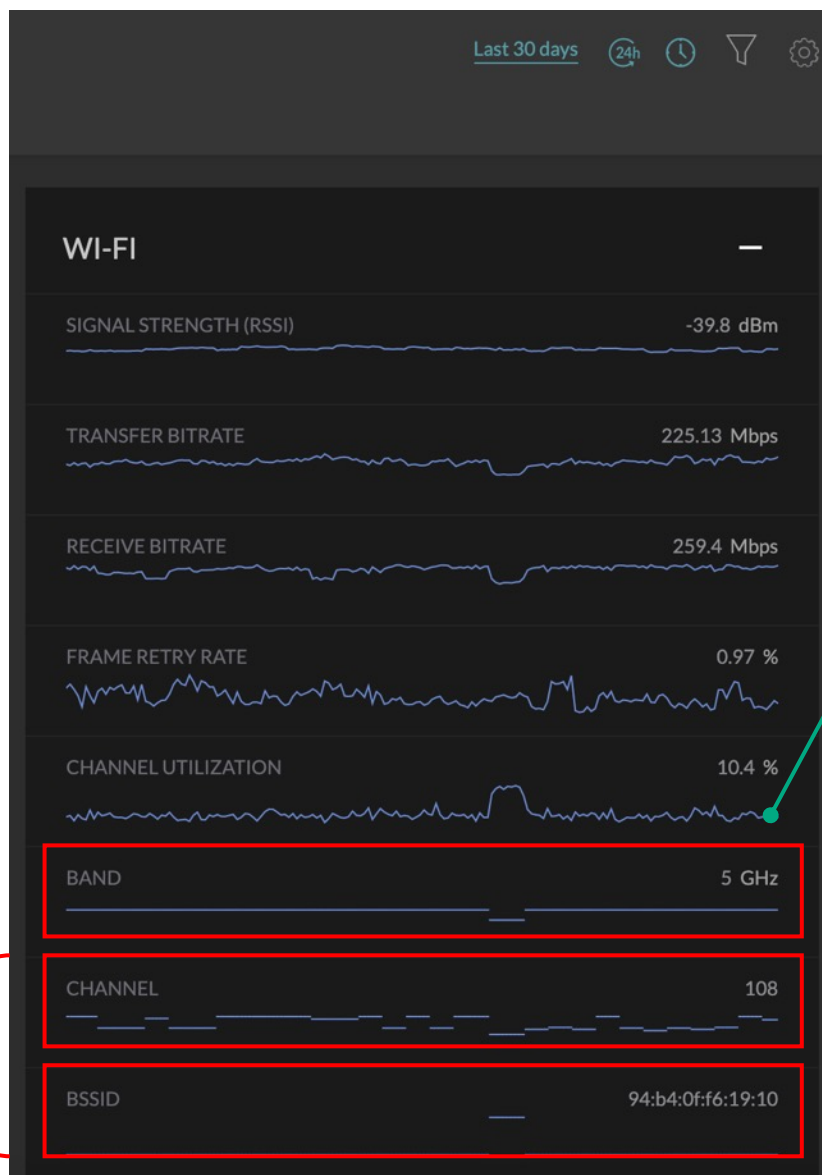 Last 30 days 24h
WI-FI
SIGNAL STRENGTH (RSSI) -39.8 dBm
TRANSFER BITRATE 225.13 Mbps
RECEIVE BITRATE 259.4 Mbps
FRAME RETRY RATE 0.97 %
CHANNEL UTILIZATION 10.4 %
BAND 5 GHz
CHANNEL 108
BSSID 94:b4:0f:f6:19:10